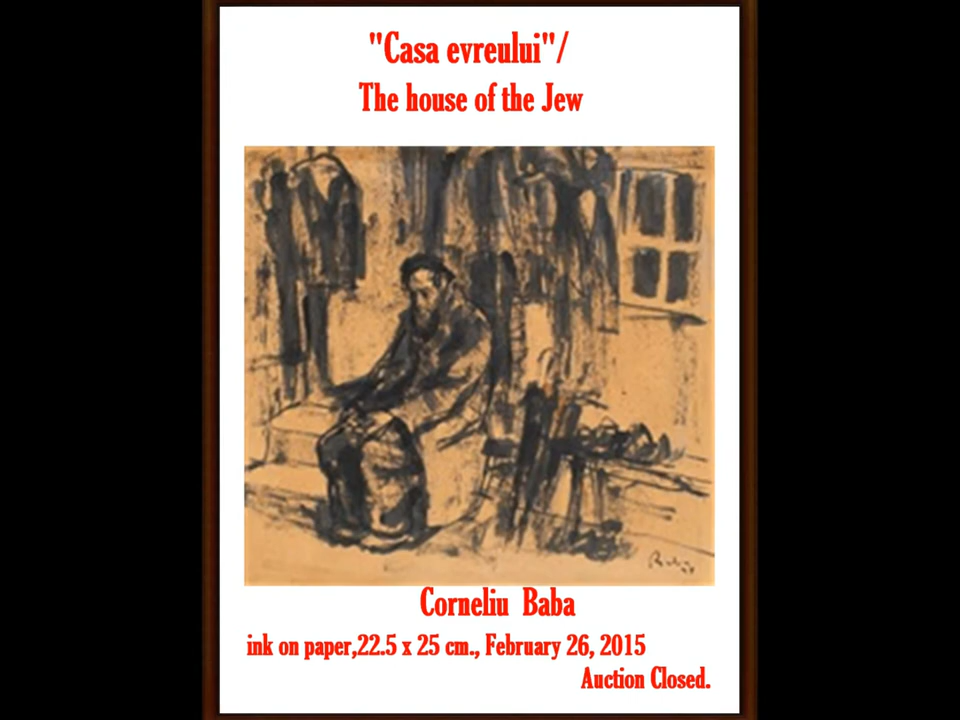 "Casa evreului"/
The house of the Jew
Baba
Corneliu Baba
ink on paper,22.5 x 25 cm., February 26, 2015
Auction Closed.